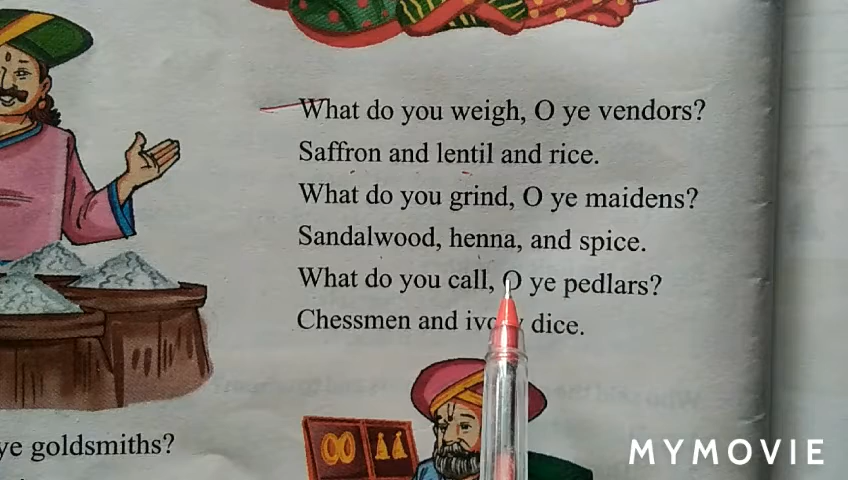 What do you weigh, O ye vendors?
Saffron and lentil and rice.
What do you grind, O ye maidens?
Sandalwood, henna, and spice.
What do you call, O ye pedlars?
Chessmen and ivory dice.
ye goldsmiths?
MYMOVIE